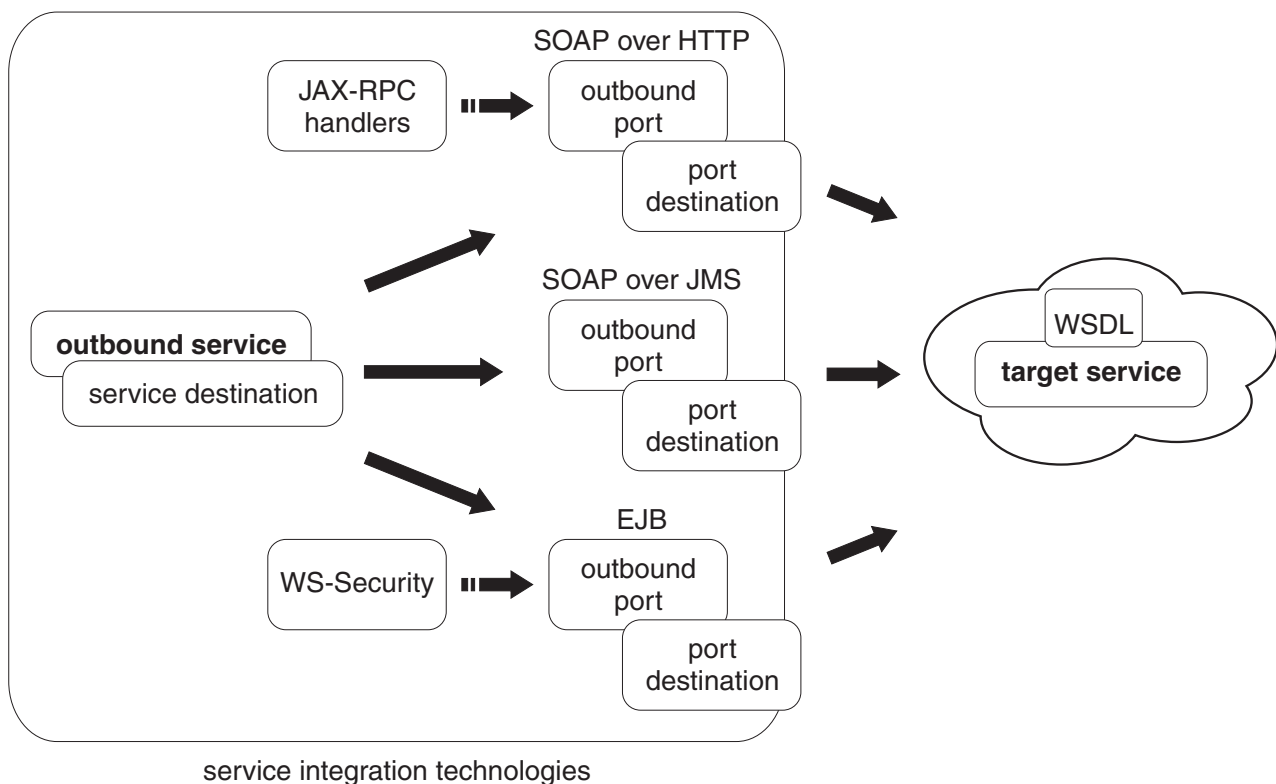 SOAP over HTTP
JAX-RPC
handlers
outbound
port
port
destination
SOAP over JMS
outbound service
service destination
outbound
port
port
destination
WSDL
target service
EJB
WS-Security
outbound
port
port
destination
service integration technologies